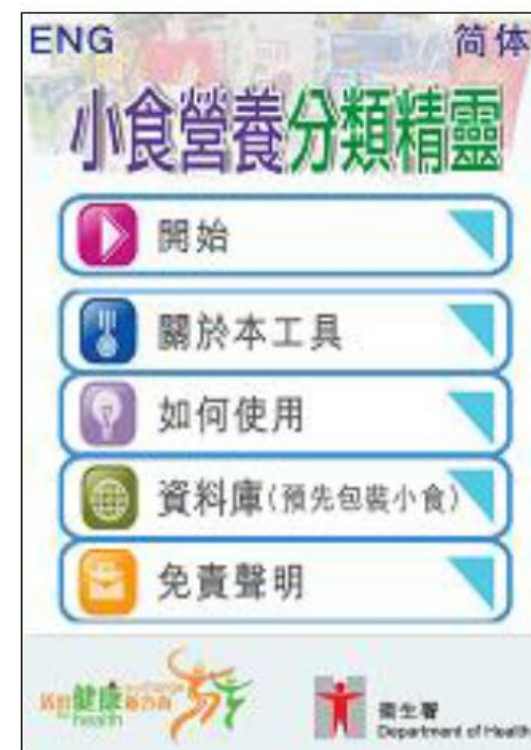 ENG 简体
小食營養分類精靈
開始
關於本工具
如何使用
資料庫(預先包裝小食)
免責聲明
健康
health
衞生署
Department of Health